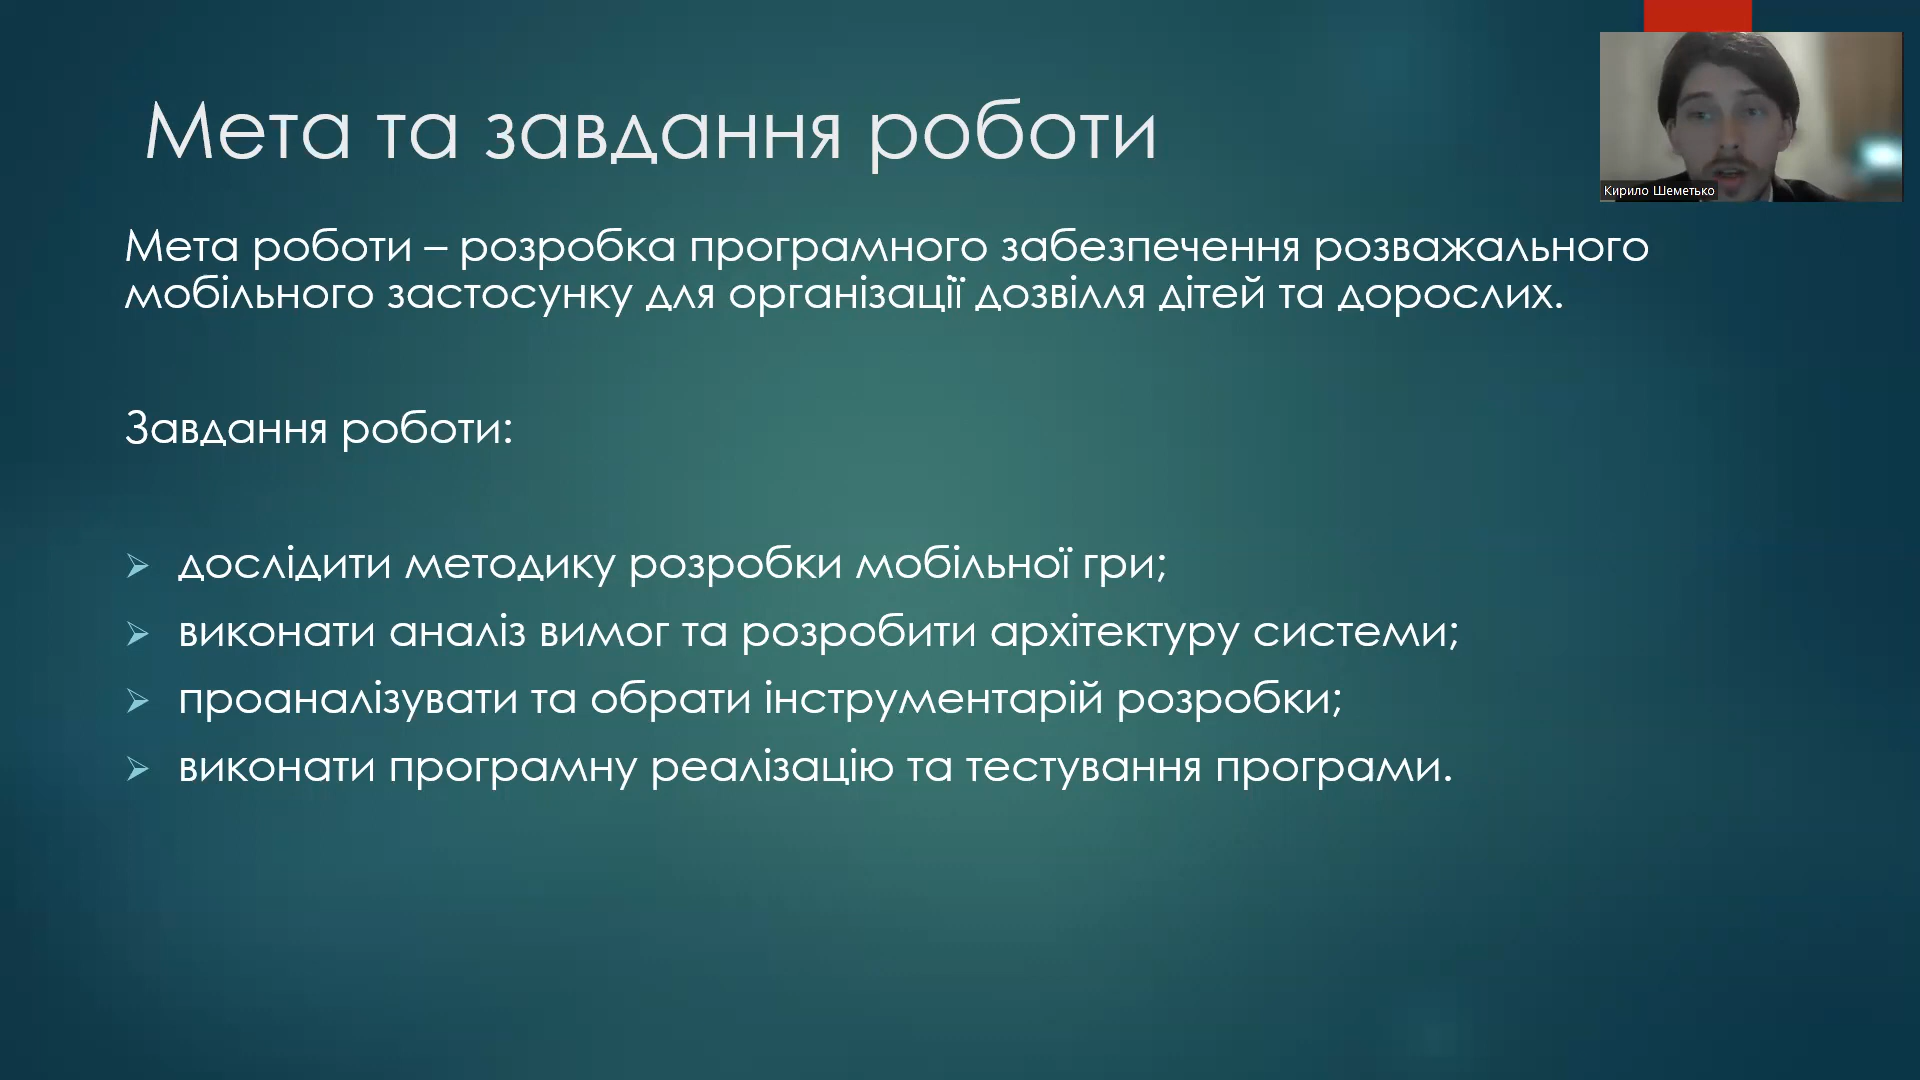 Мета та завдання роботи
Кирило Шеметько
Мета роботи – розробка програмного забезпечення розважального
мобільного застосунку для організації дозвілля дітей та дорослих.
Завдання роботи:
➢ дослідити методику розробки мобільної гри;
➢ виконати аналіз вимог та розробити архітектуру системи;
➢ проаналізувати та обрати інструментарій розробки;
➢ виконати програмну реалізацію та тестування програми.